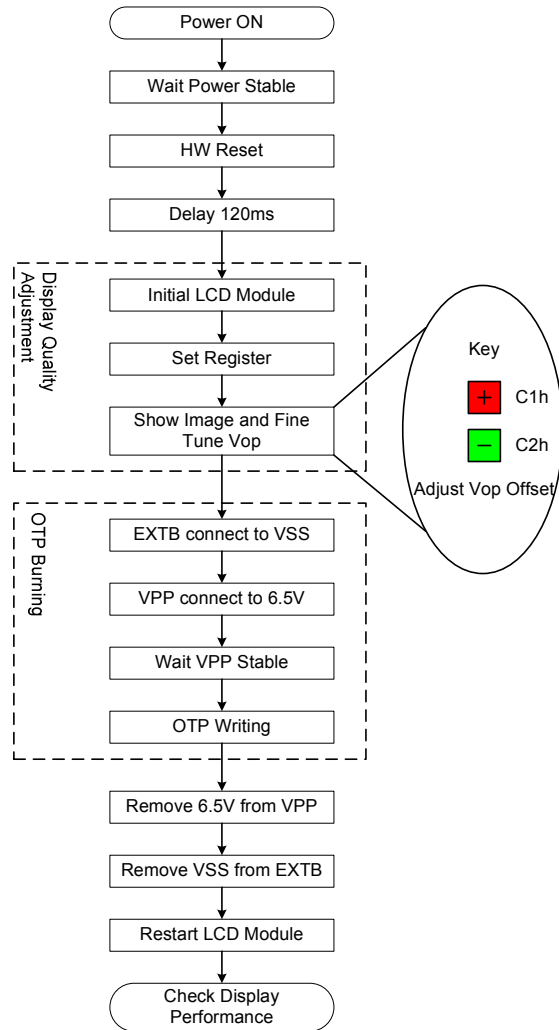 Power ON
Wait Power Stable
HW Reset
Delay 120ms
Display Quality
Adjustment
Initial LCD Module
Set Register
Show Image and Fine
Tune Vop
Key
+ C1h
− C2h
Adjust Vop Offset
OTP Burning
EXTB connect to VSS
VPP connect to 6.5V
Wait VPP Stable
OTP Writing
Remove 6.5V from VPP
Remove VSS from EXTB
Restart LCD Module
Check Display
Performance